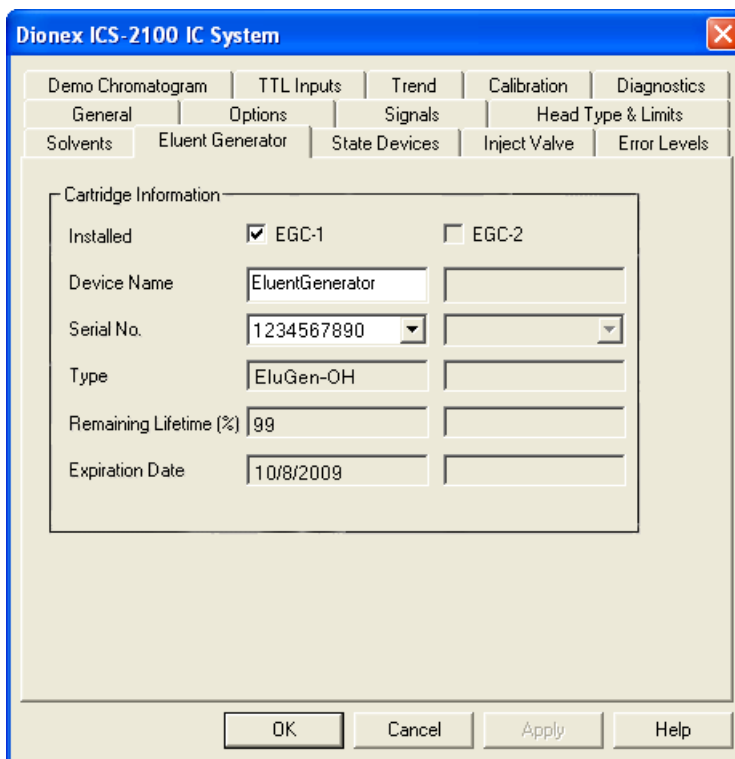 Dionex ICS-2100 IC System
Demo Chromatogram TTL Inputs Trend Calibration Diagnostics
General Options Signals Head Type & Limits
Solvents Eluent Generator State Devices Inject Valve Error Levels
Cartridge Information
Installed EGC-1 EGC-2
Device Name EluentGenerator
Serial No. 1234567890
Type EluGen-OH
Remaining Lifetime (%) 99
Expiration Date 10/8/2009
OK Cancel Apply Help